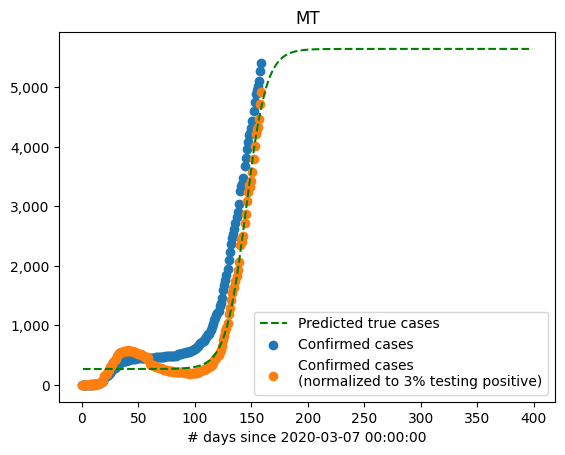 MT
5,000
4,000
3,000
2,000
1,000
0
Predicted true cases
Confirmed cases
Confirmed cases
(normalized to 3% testing positive)
0 50 100 150 200 250 300 350 400
# days since 2020-03-07 00:00:00